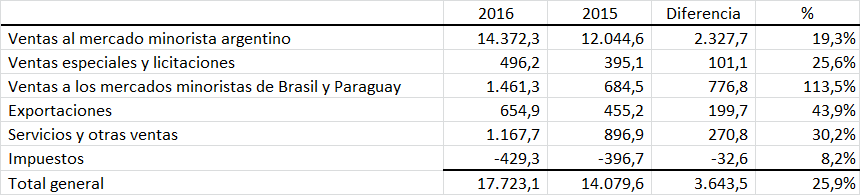 2016 2015 Diferencia %
Ventas al mercado minorista argentino 14.372,3 12.044,6 2.327,7 19,3%
Ventas especiales y licitaciones 496,2 395,1 101,1 25,6%
Ventas a los mercados minoristas de Brasil y Paraguay 1.461,3 684,5 776,8 113,5%
Exportaciones 654,9 455,2 199,7 43,9%
Servicios y otras ventas 1.167,7 896,9 270,8 30,2%
Impuestos -429,3 -396,7 -32,6 8,2%
Total general 17.723,1 14.079,6 3.643,5 25,9%